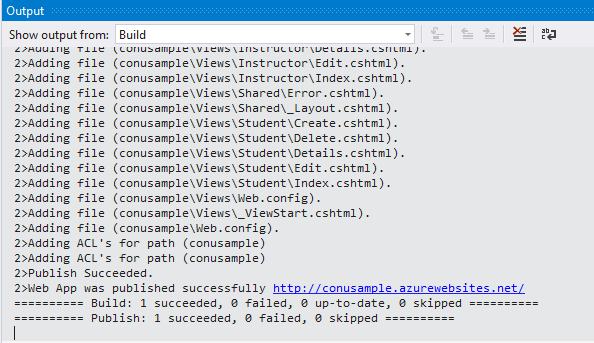 Output
Show output from: Build
2>Adding file (conusample\Views\Instructor\Details.cshtml).
2>Adding file (conusample\Views\Instructor\Edit.cshtml).
2>Adding file (conusample\Views\Instructor\Index.cshtml).
2>Adding file (conusample\Views\Shared\Error.cshtml).
2>Adding file (conusample\Views\Shared\_Layout.cshtml).
2>Adding file (conusample\Views\Student\Create.cshtml).
2>Adding file (conusample\Views\Student\Delete.cshtml).
2>Adding file (conusample\Views\Student\Details.cshtml).
2>Adding file (conusample\Views\Student\Edit.cshtml).
2>Adding file (conusample\Views\Student\Index.cshtml).
2>Adding file (conusample\Views\Web.config).
2>Adding file (conusample\Views\_ViewStart.cshtml).
2>Adding file (conusample\Web.config).
2>Adding ACL's for path (conusample)
2>Adding ACL's for path (conusample)
2>Publish Succeeded.
2>Web App was published successfully http://conusample.azurewebsites.net/
========== Build: 1 succeeded, 0 failed, 0 up-to-date, 0 skipped ==========
========== Publish: 1 succeeded, 0 failed, 0 skipped ==========